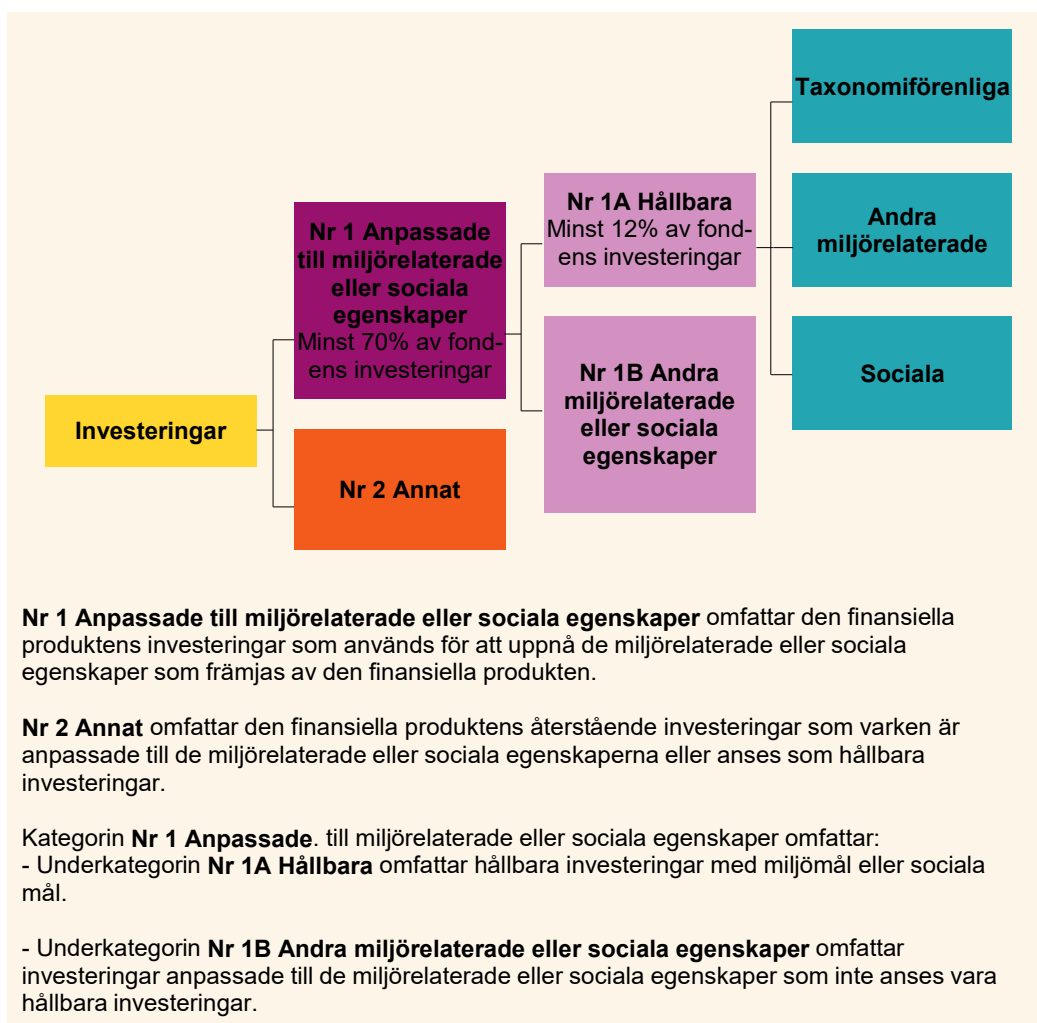 Taxonomiförenliga
Nr 1A Hållbara
Minst 12% av fond-
ens investeringar
Andra
miljörelaterade
Nr 1 Anpassade
till miljörelaterade
eller sociala
egenskaper
Minst 70% av fond-
ens investeringar
Nr 1B Andra
miljörelaterade
eller sociala
egenskaper
Sociala
Investeringar
Nr 2 Annat
Nr 1 Anpassade till miljörelaterade eller sociala egenskaper omfattar den finansiella
produktens investeringar som används för att uppnå de miljörelaterade eller sociala
egenskaper som främjas av den finansiella produkten.
Nr 2 Annat omfattar den finansiella produktens återstående investeringar som varken är
anpassade till de miljörelaterade eller sociala egenskaperna eller anses som hållbara
investeringar.
Kategorin Nr 1 Anpassade. till miljörelaterade eller sociala egenskaper omfattar:
- Underkategorin Nr 1A Hållbara omfattar hållbara investeringar med miljömål eller sociala
mål.
- Underkategorin Nr 1B Andra miljörelaterade eller sociala egenskaper omfattar
investeringar anpassade till de miljörelaterade eller sociala egenskaper som inte anses vara
hållbara investeringar.